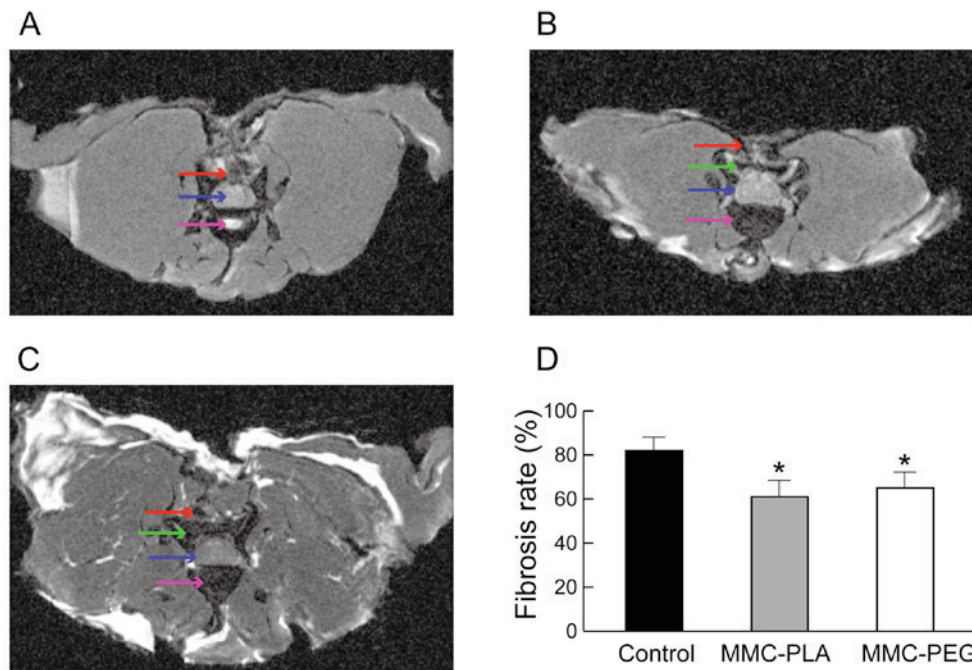 A
B
C
D
Fibrosis rate (%)
100
80
60
40
20
0
*
*
Control
MMC-PLA
MMC-PEG